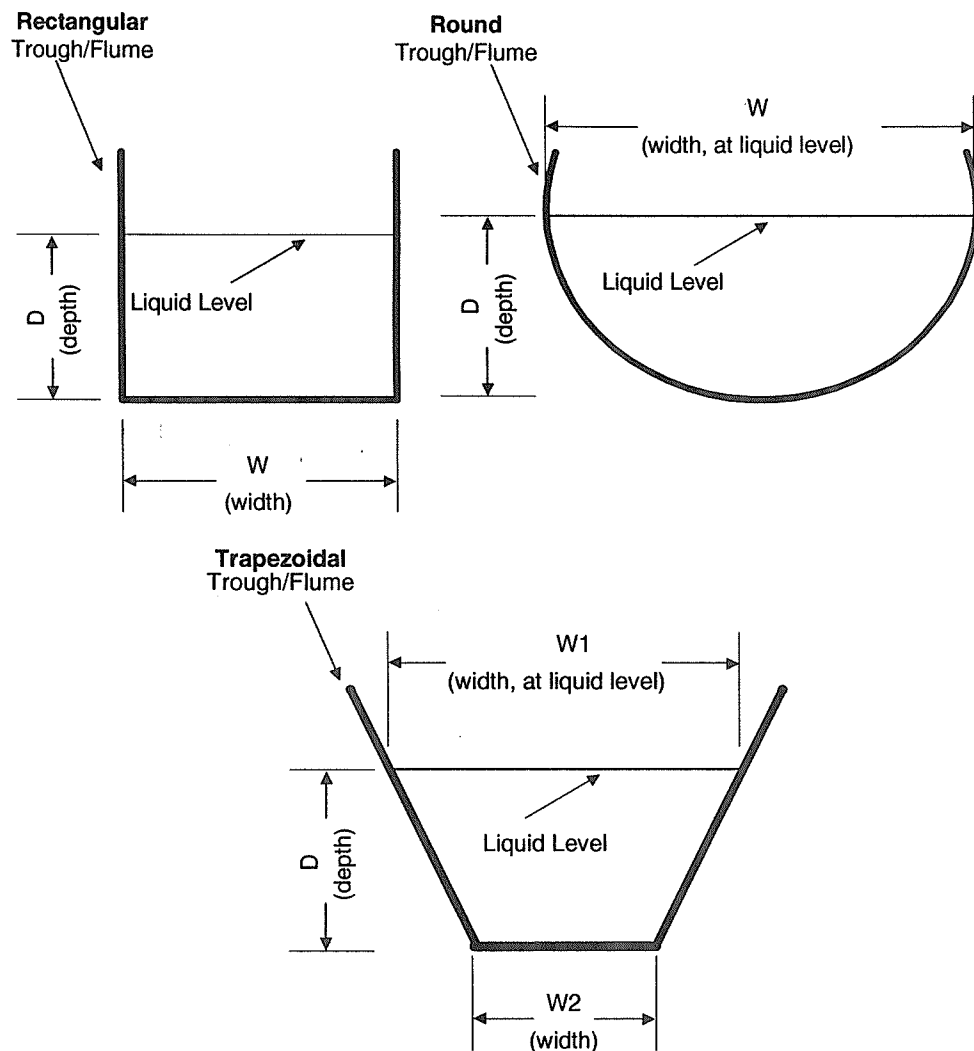 Rectangular
Trough/Flume
D
(depth)
Liquid Level
W
(width)
Round
Trough/Flume
W
(width, at liquid level)
D
(depth)
Liquid Level
Trapezoidal
Trough/Flume
W1
(width, at liquid level)
D
(depth)
Liquid Level
W2
(width)